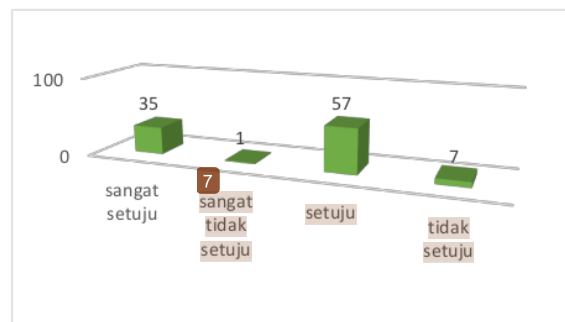 100
0
35
1
57
7
sangat
setuju
7
sangat
tidak
setuju
setuju
tidak
setuju